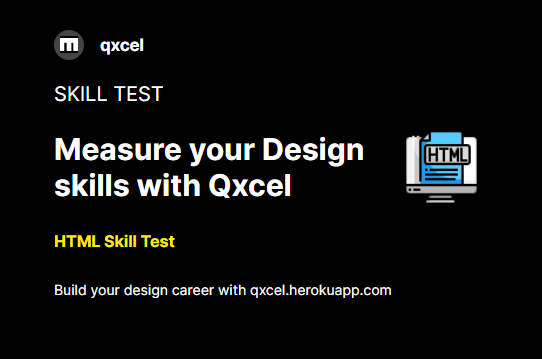 m qxcel
SKILL TEST
Measure your Design
skills with Qxcel
HTML
HTML Skill Test
Build your design career with qxcel.herokuapp.com